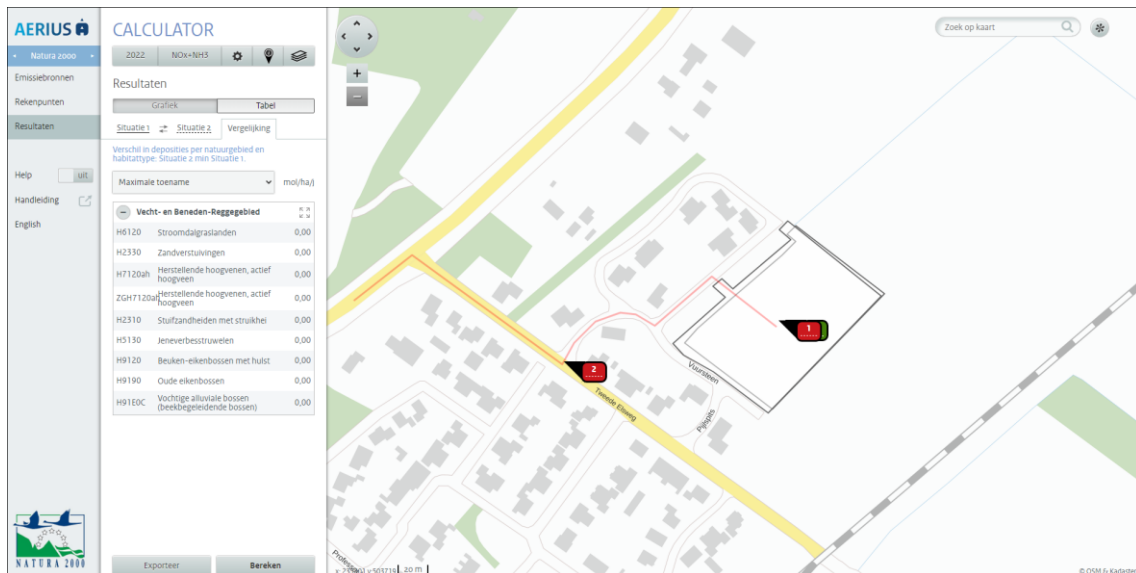 AERIUS
Natura 2000
Emissiebronnen
Rekenpunten
Resultaten
Help uit
Handleiding
English
NATURA 2000
CALCULATOR
2022 NOx+NH3
Resultaten
Grafiek Tabel
Situatie 1 Situatie 2 Vergelijking
Verschil in deposities per natuurgebied en
habitattype: Situatie 2 min Situatie 1.
Maximale toename mol/ha/j
Vecht- en Beneden-Reggegebied
H6120 Stroomdalgraslanden 0,00
H2330 Zandverstuivingen 0,00
H7120ah Herstellende hoogvenen, actief hoogveen 0,00
ZGH7120ah Herstellende hoogvenen, actief hoogveen 0,00
H2310 Stuifzandheiden met struikhei 0,00
H5130 Jeneverbesstruwelen 0,00
H9120 Beuken-eikenbossen met hulst 0,00
H9190 Oude eikenbossen 0,00
H91E0C Vochtige alluviale bossen
(beekbegeleidende bossen)
Exporteer Bereken
Zoek op kaart
1
2
Vuursteen
Pijlspits
Tweede Elsweg
20 m
© OSM & Kadaster